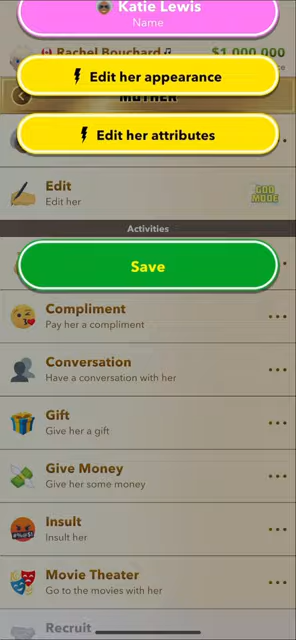 Katie Lewis
Name
Rachel Bouchard
$1,000,000
Edit her appearance
MOTHER
Edit her attributes
Edit
Edit her
GOD
MODE
Activities
Save
Compliment
Pay her a compliment
Conversation
Have a conversation with her
Gift
Give her a gift
Give Money
Give her some money
Insult
Insult her
Movie Theater
Go to the movies with her
Recruit